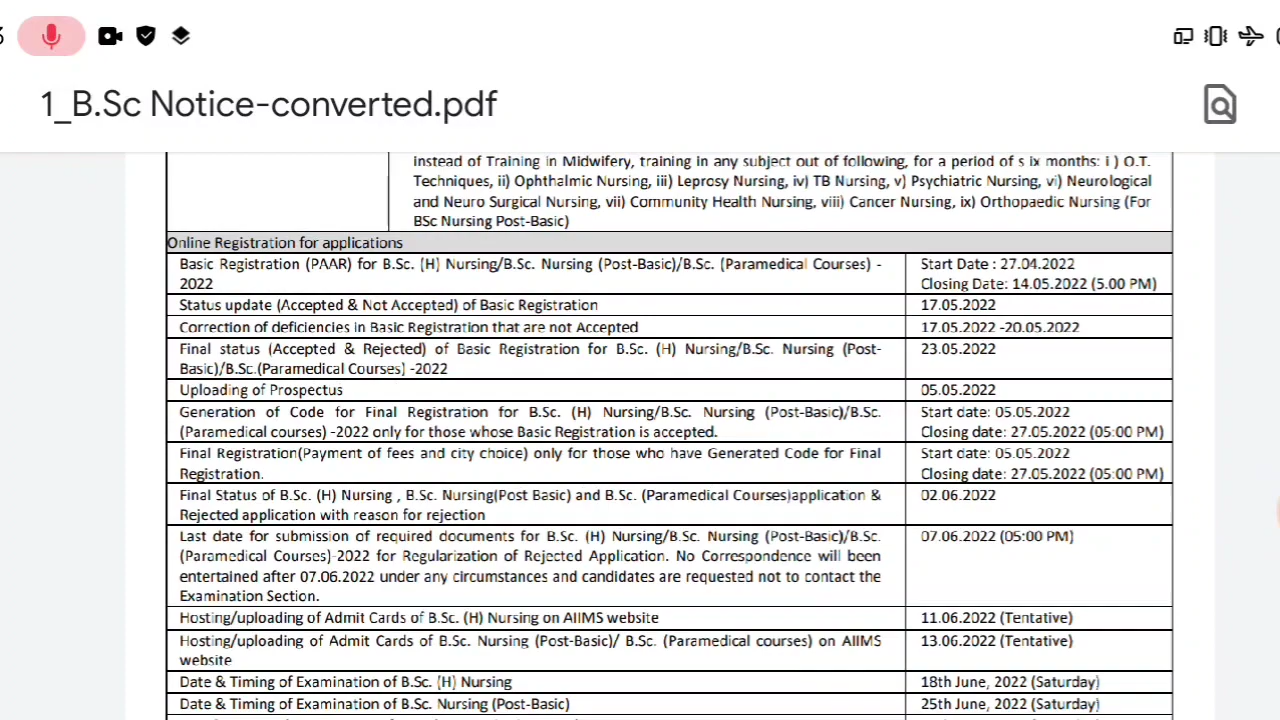 1_B.Sc Notice-converted.pdf
instead of Training in Midwifery, training in any subject out of following, for a period of s ix months: i ) O.T.
Techniques, ii) Ophthalmic Nursing, iii) Leprosy Nursing, iv) TB Nursing, v) Psychiatric Nursing, vi) Neurological
and Neuro Surgical Nursing, vii) Community Health Nursing, viii) Cancer Nursing, ix) Orthopaedic Nursing (For
BSc Nursing Post-Basic)
Online Registration for applications
Basic Registration (PAAR) for B.Sc. (H) Nursing/B.Sc. Nursing (Post-Basic)/B.Sc. (Paramedical Courses) -
2022
Start Date : 27.04.2022
Closing Date: 14.05.2022 (5.00 PM)
Status update (Accepted & Not Accepted) of Basic Registration
17.05.2022
Correction of deficiencies in Basic Registration that are not Accepted
17.05.2022 -20.05.2022
Final status (Accepted & Rejected) of Basic Registration for B.Sc. (H) Nursing/B.Sc. Nursing (Post-
Basic)/B.Sc.(Paramedical Courses) -2022
23.05.2022
Uploading of Prospectus
05.05.2022
Generation of Code for Final Registration for B.Sc. (H) Nursing/B.Sc. Nursing (Post-Basic)/B.Sc.
(Paramedical courses) -2022 only for those whose Basic Registration is accepted.
Start date: 05.05.2022
Closing date: 27.05.2022 (05:00 PM)
Final Registration(Payment of fees and city choice) only for those who have Generated Code for Final
Registration.
Start date: 05.05.2022
Closing date: 27.05.2022 (05:00 PM)
Final Status of B.Sc. (H) Nursing , B.Sc. Nursing(Post Basic) and B.Sc. (Paramedical Courses)application &
Rejected application with reason for rejection
02.06.2022
Last date for submission of required documents for B.Sc. (H) Nursing/B.Sc. Nursing (Post-Basic)/B.Sc.
(Paramedical Courses)-2022 for Regularization of Rejected Application. No Correspondence will been
entertained after 07.06.2022 under any circumstances and candidates are requested not to contact the
Examination Section.
07.06.2022 (05:00 PM)
Hosting/uploading of Admit Cards of B.Sc. (H) Nursing on AIIMS website
11.06.2022 (Tentative)
Hosting/uploading of Admit Cards of B.Sc. Nursing (Post-Basic)/ B.Sc. (Paramedical courses) on AIIMS
website
13.06.2022 (Tentative)
Date & Timing of Examination of B.Sc. (H) Nursing
18th June, 2022 (Saturday)
Date & Timing of Examination of B.Sc. Nursing (Post-Basic)
25th June, 2022 (Saturday)